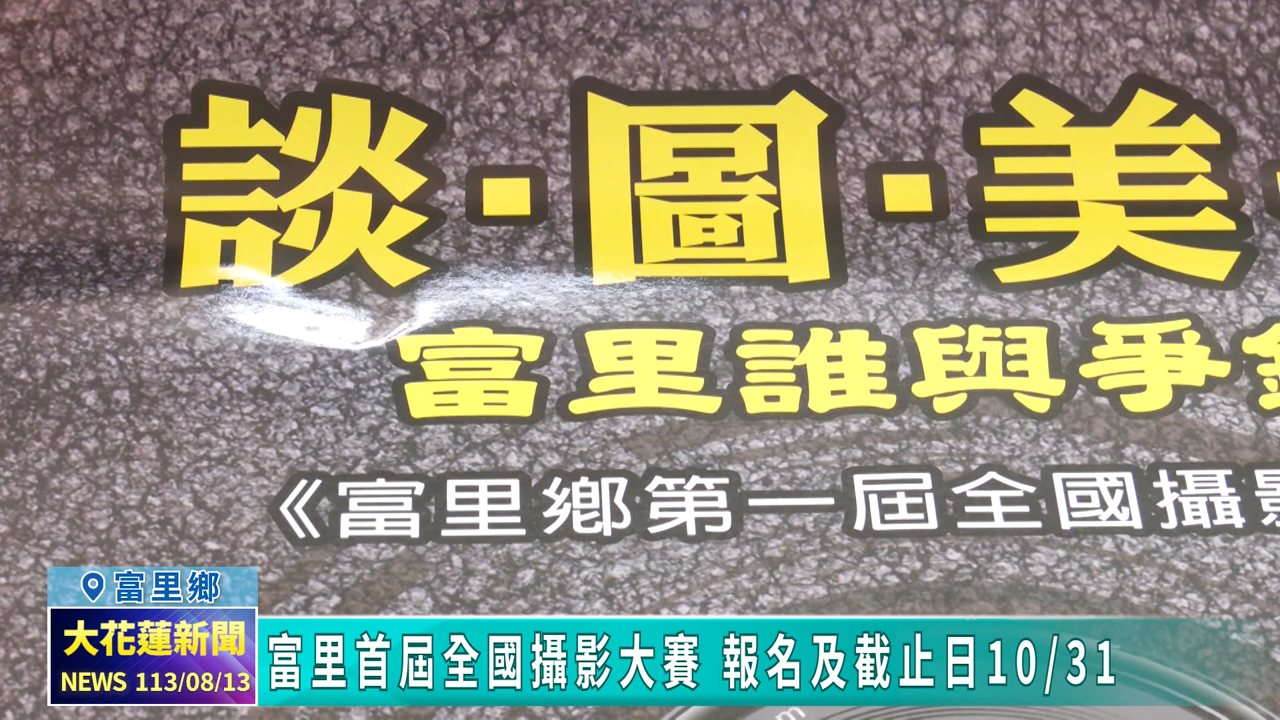 談·圖·美·
富里誰與爭
《富里鄉第一屆全國攝影
富里鄉
大花蓮新聞
NEWS 113/08/13
富里首屆全國攝影大賽 報名及截止日10/31
m